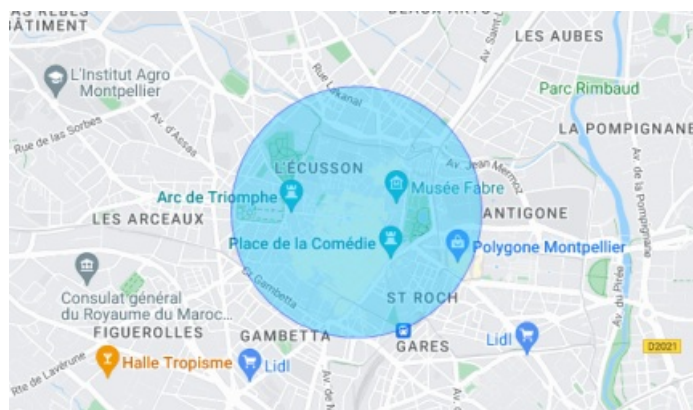 BÂTIMENT
LES AUBES
L'Institut Agro
Montpellier
Rue Lakanal
Av. Saint-L
Parc Rimbaud
Rue de las Sorbes
Av. d'Assas
LA POMPIGNANE
L'ÉCUSSON
Av. Jean Mermoz
Av. de la Pompignane
Arc de Triomphe
Musée Fabre
LES ARCEAUX
ANTIGONE
Place de la Comédie
Polygone Montpellier
Consulat général
du Royaume du Maroc...
Gambetta
ST ROCH
Av. du Pirée
FIGUEROLLES
GAMBETTA
GARES
Lidl
D2021
Halle Tropisme
Lidl
Rte de Lavérune